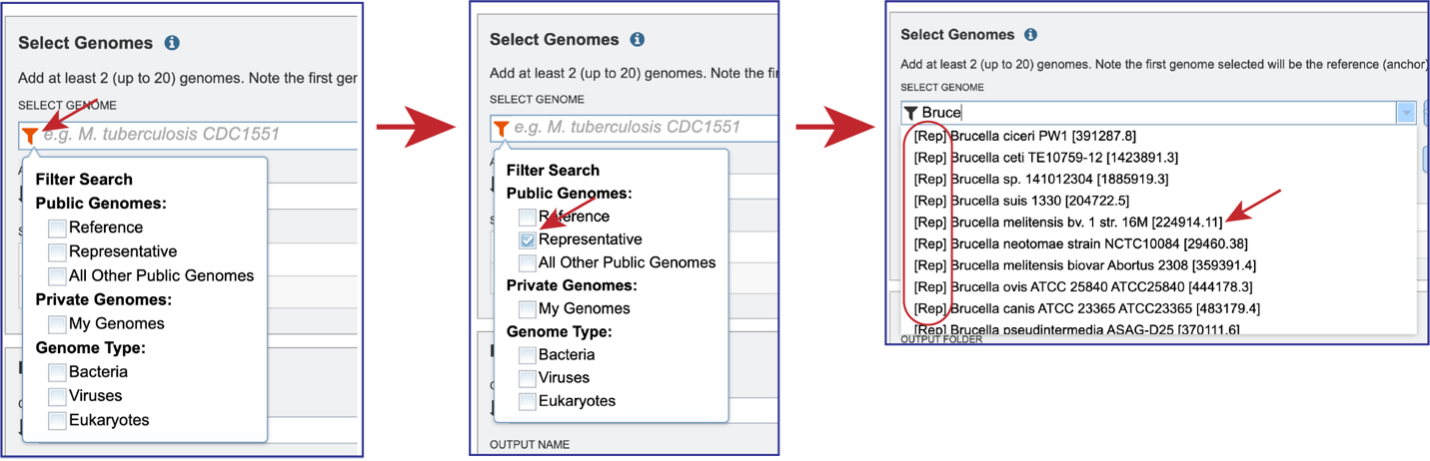 Select Genomes
Add at least 2 (up to 20) genomes. Note the first ger
SELECT GENOME
e.g. M. tuberculosis CDC1551
Filter Search
Public Genomes:
Reference
Representative
All Other Public Genomes
Private Genomes:
My Genomes
Genome Type:
Bacteria
Viruses
Eukaryotes
Select Genomes
Add at least 2 (up to 20) genomes. Note the fi
SELECT GENOME
e.g. M. tuberculosis CDC1551
Filter Search
Public Genomes:
Reference
Representative
All Other Public Genomes
Private Genomes:
My Genomes
Genome Type:
Bacteria
Viruses
Eukaryotes
OUTPUT NAME
Select Genomes
Add at least 2 (up to 20) genomes. Note the first genome selected will be the reference (anchor)
SELECT GENOME
Bruce
[Rep] Brucella ciceri PW1 [391287.8]
[Rep] Brucella ceti TE10759-12 [1423891.3]
[Rep] Brucella sp. 141012304 [1885919.3]
[Rep] Brucella suis 1330 [204722.5]
[Rep] Brucella melitensis bv. 1 str. 16M [224914.11]
[Rep] Brucella neotomae strain NCTC10084 [29460.38]
[Rep] Brucella melitensis biovar Abortus 2308 [359391.4]
[Rep] Brucella ovis ATCC 25840 ATCC25840 [444178.3]
[Rep] Brucella canis ATCC 23365 ATCC23365 [483179.4]
[Rep] Brucella pseudintermedia ASAG-D25 [370111.6]
OUTPUT FOLDER